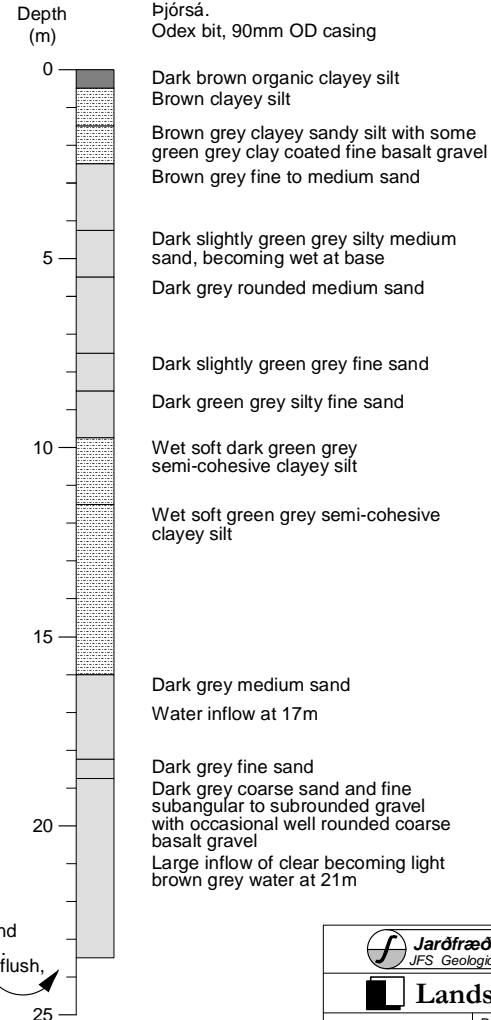 Depth
(m)
Þjórsá.
Odex bit, 90mm OD casing
0
Dark brown organic clayey silt
Brown clayey silt
Brown grey clayey sandy silt with some
green grey clay coated fine basalt gravel
Brown grey fine to medium sand
Dark slightly green grey silty medium
sand, becoming wet at base
5
Dark grey rounded medium sand
Dark slightly green grey fine sand
Dark green grey silty fine sand
10
Wet soft dark green grey
semi-cohesive clayey silt
Wet soft green grey semi-cohesive
clayey silt
15
Dark grey medium sand
Water inflow at 17m
Dark grey fine sand
Dark grey coarse sand and fine
subangular to subrounded gravel
with occasional well rounded coarse
basalt gravel
20
Large inflow of clear becoming light
brown grey water at 21m
flush,
25
JFS